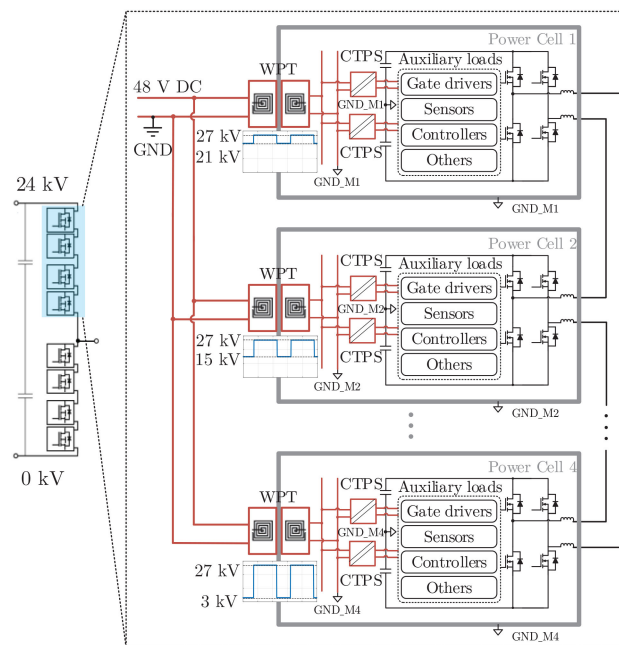 Power Cell 1
CTPS
Auxiliary loads
WPT
Gate drivers
48 V DC
GND_M1
Sensors
Controllers
27 kV
GND
21 kV
CTPS
Others
GND_M1
GND_M1
24 kV
Power Cell 2
CTPS
Auxiliary loads
WPT
Gate drivers
GND_M2
Sensors
Controllers
27 kV
15 kV
CTPS
Others
GND_M2
GND_M2
0 kV
Power Cell 4
CTPS
Auxiliary loads
WPT
Gate drivers
GND_M4
Sensors
Controllers
27 kV
CTPS
Others
3 kV
GND_M4
GND_M4